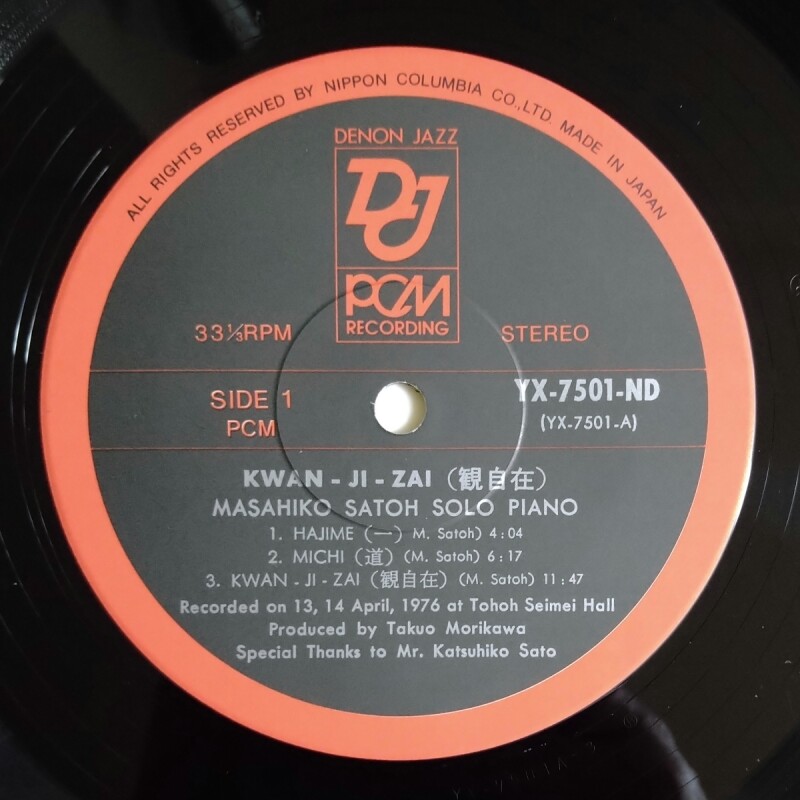 ALL RIGHTS RESERVED BY NIPPON COLUMBIA CO.,LTD. MADE IN JAPAN
DENON JAZZ
DJ
PCM
RECORDING
33⅓RPM
STEREO
SIDE 1
PCM
YX-7501-ND
(YX-7501-A)
KWAN - JI - ZAI (観自在)
MASAHIKO SATOH SOLO PIANO
1. HAJIME (一) (M. Satoh) 4:04
2. MICHI (道) (M. Satoh) 6:17
3. KWAN - JI - ZAI (観自在) (M. Satoh) 11:47
Recorded on 13, 14 April, 1976 at Tohoh Seimei Hall
Produced by Takuo Morikawa
Special Thanks to Mr. Katsuhiko Sato